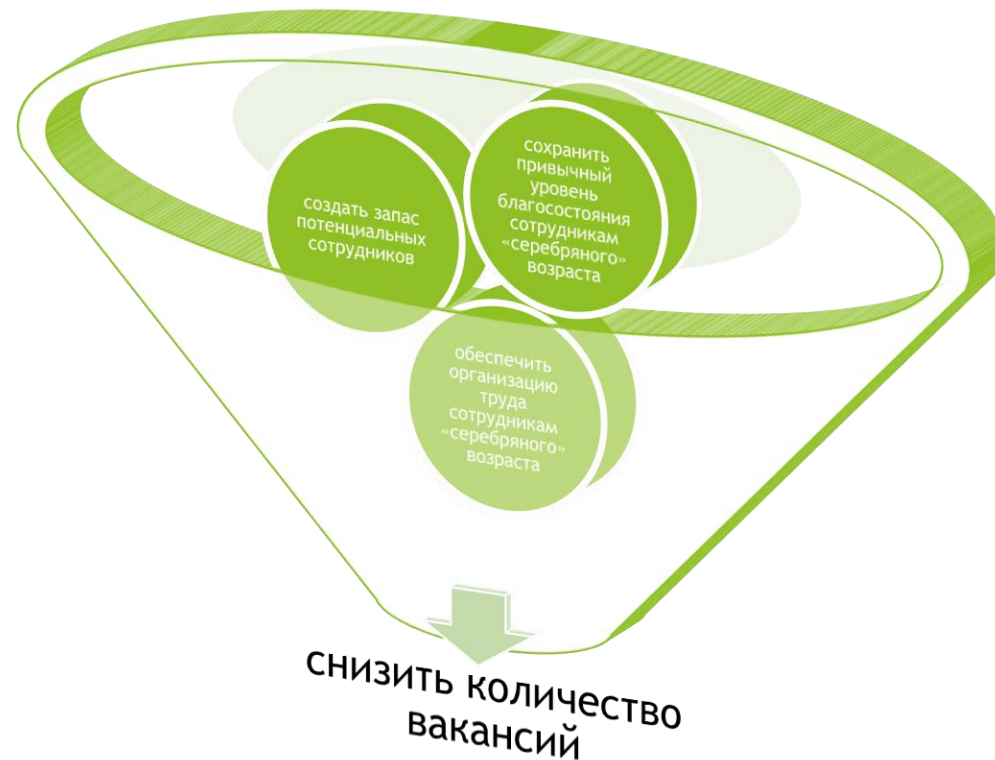 создать запас
потенциальных
сотрудников
сохранить
привычный
уровень
благосостояния
сотрудникам
«серебряного»
возраста
обеспечить
организацию
труда
сотрудникам
«серебряного»
возраста
снизить количество
вакансий